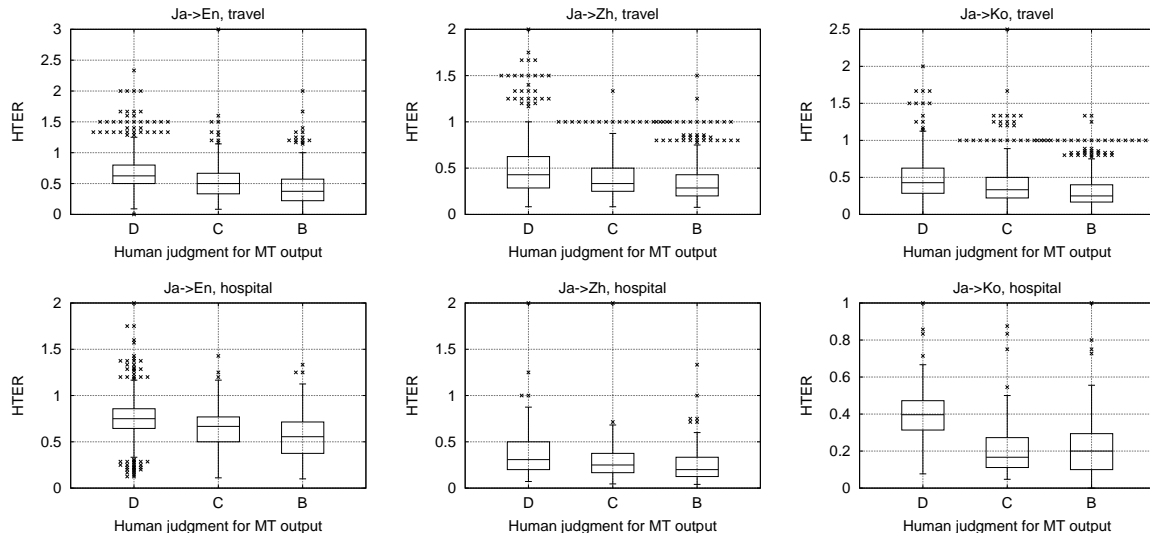 Ja->En, travel
HTER
3
2.5
2
1.5
1
0.5
0
D C B
Human judgment for MT output
Ja->Zh, travel
HTER
2
1.5
1
0.5
0
D C B
Human judgment for MT output
Ja->Ko, travel
HTER
2.5
2
1.5
1
0.5
0
D C B
Human judgment for MT output
Ja->En, hospital
HTER
2
1.5
1
0.5
0
D C B
Human judgment for MT output
Ja->Zh, hospital
HTER
2
1.5
1
0.5
0
D C B
Human judgment for MT output
Ja->Ko, hospital
HTER
1
0.8
0.6
0.4
0.2
0
D C B
Human judgment for MT output